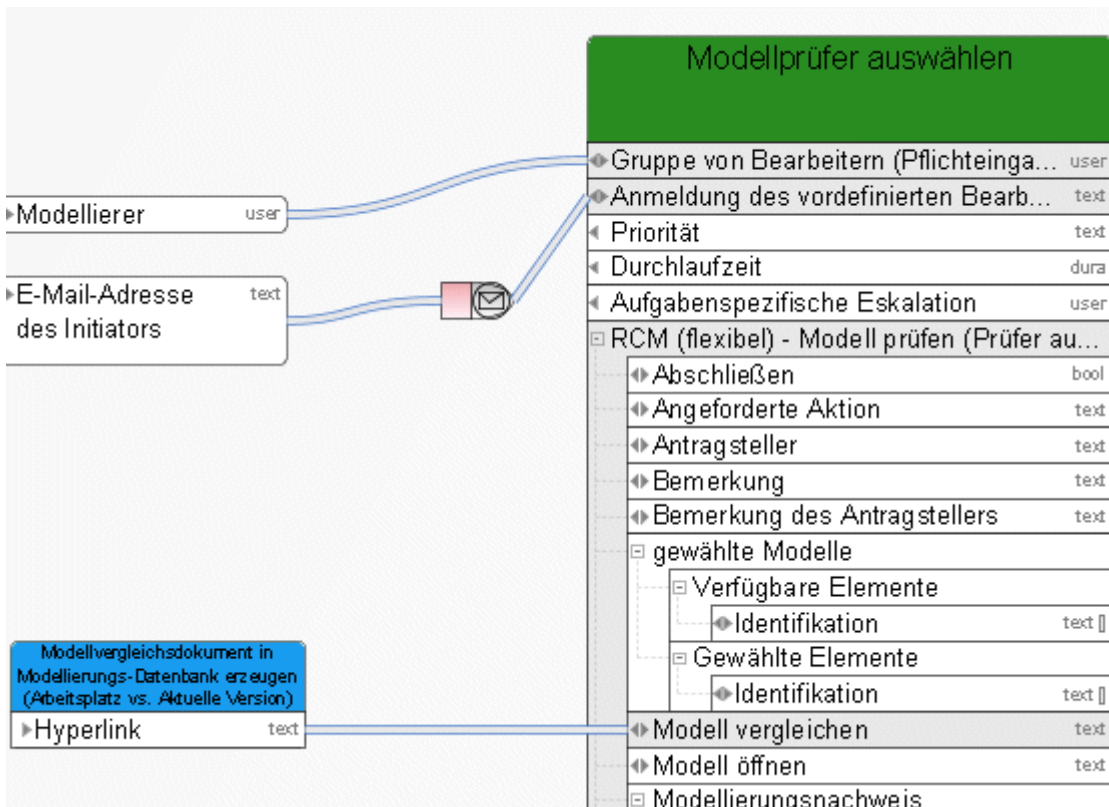 Modellprüfer auswählen
Gruppe von Bearbeitern (Pflichteinga... user
Anmeldung des vordefinierten Bearb... text
Priorität text
Durchlaufzeit dura
Aufgabenspezifische Eskalation user
RCM (flexibel) - Modell prüfen (Prüfer au...
Abschließen bool
Angeforderte Aktion text
Antragsteller text
Bemerkung text
Bemerkung des Antragstellers text
gewählte Modelle
Verfügbare Elemente
Identifikation text []
Gewählte Elemente
Identifikation text []
Modell vergleichen text
Modell öffnen text
Modellierungsnachweis
Modellierer user
E-Mail-Adresse text
des Initiators
Modellvergleichsdokument in
Modellierungs-Datenbank erzeugen
(Arbeitsplatz vs. Aktuelle Version)
Hyperlink text